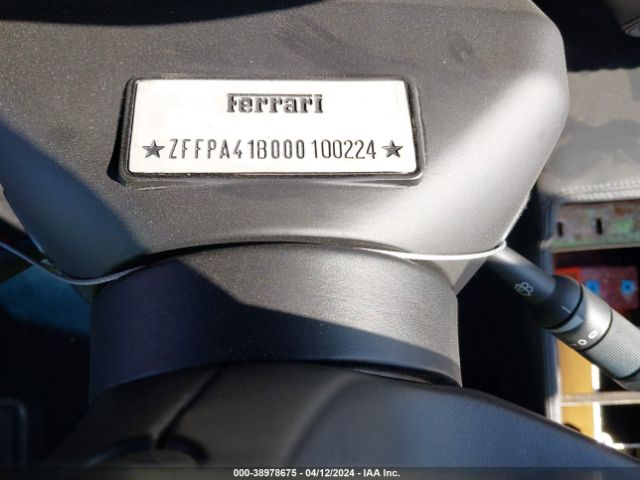 Ferrari
★ZFFPA41B000100224★
000-38978675 - 04/12/2024 - IAA Inc.